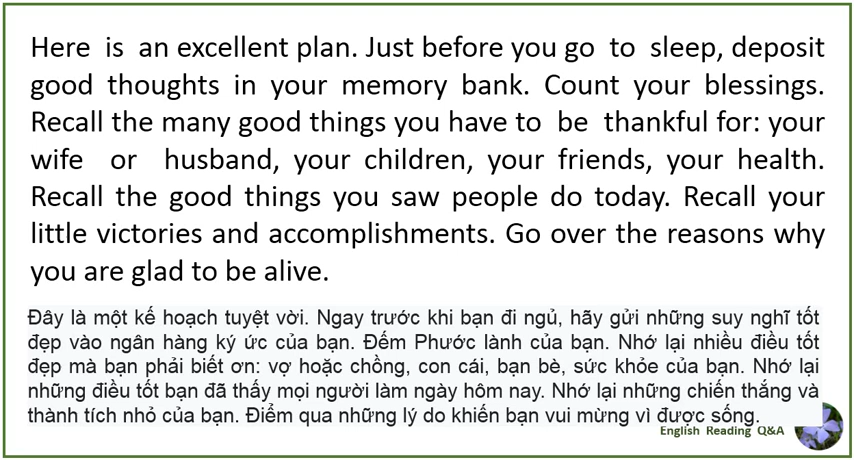 Here is an excellent plan. Just before you go to sleep, deposit
good thoughts in your memory bank. Count your blessings.
Recall the many good things you have to be thankful for: your
wife or husband, your children, your friends, your health.
Recall the good things you saw people do today. Recall your
little victories and accomplishments. Go over the reasons why
you are glad to be alive.
Đây là một kế hoạch tuyệt vời. Ngay trước khi bạn đi ngủ, hãy gửi những suy nghĩ tốt
đẹp vào ngân hàng ký ức của bạn. Đếm Phước lành của bạn. Nhớ lại nhiều điều tốt
đẹp mà bạn phải biết ơn: vợ hoặc chồng, con cái, bạn bè, sức khỏe của bạn. Nhớ lại
những điều tốt bạn đã thấy mọi người làm ngày hôm nay. Nhớ lại những chiến thắng và
thành tích nhỏ của bạn. Điểm qua những lý do khiến bạn vui mừng vì được sống.
English Reading Q&A